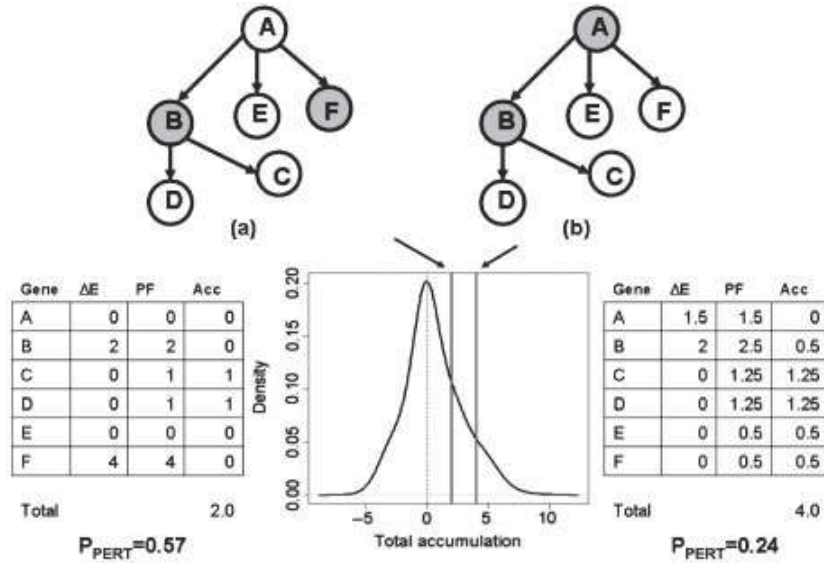 A
B
E
F
D
C
(a)
A
B
E
F
D
C
(b)
Gene ΔE PF Acc
A 0 0 0
B 2 2 0
C 0 1 1
D 0 1 1
E 0 0 0
F 4 4 0
Total 2.0
P_PERT=0.57
Density
0.20
0.15
0.10
0.05
0.00
−5 0 5 10
Total accumulation
Gene ΔE PF Acc
A 1.5 1.5 0
B 2 2.5 0.5
C 0 1.25 1.25
D 0 1.25 1.25
E 0 0.5 0.5
F 0 0.5 0.5
Total 4.0
P_PERT=0.24